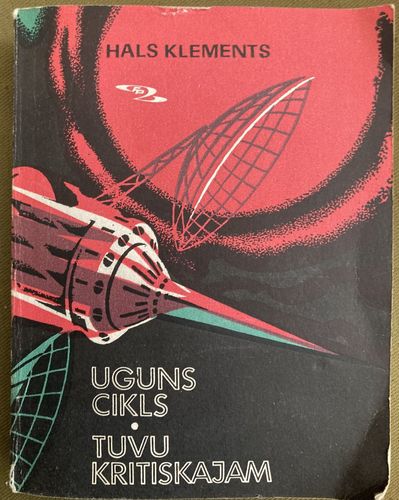 HALS KLEMENTS
UGUNS
CIKLS
•
TUVU
KRITISKAJAM